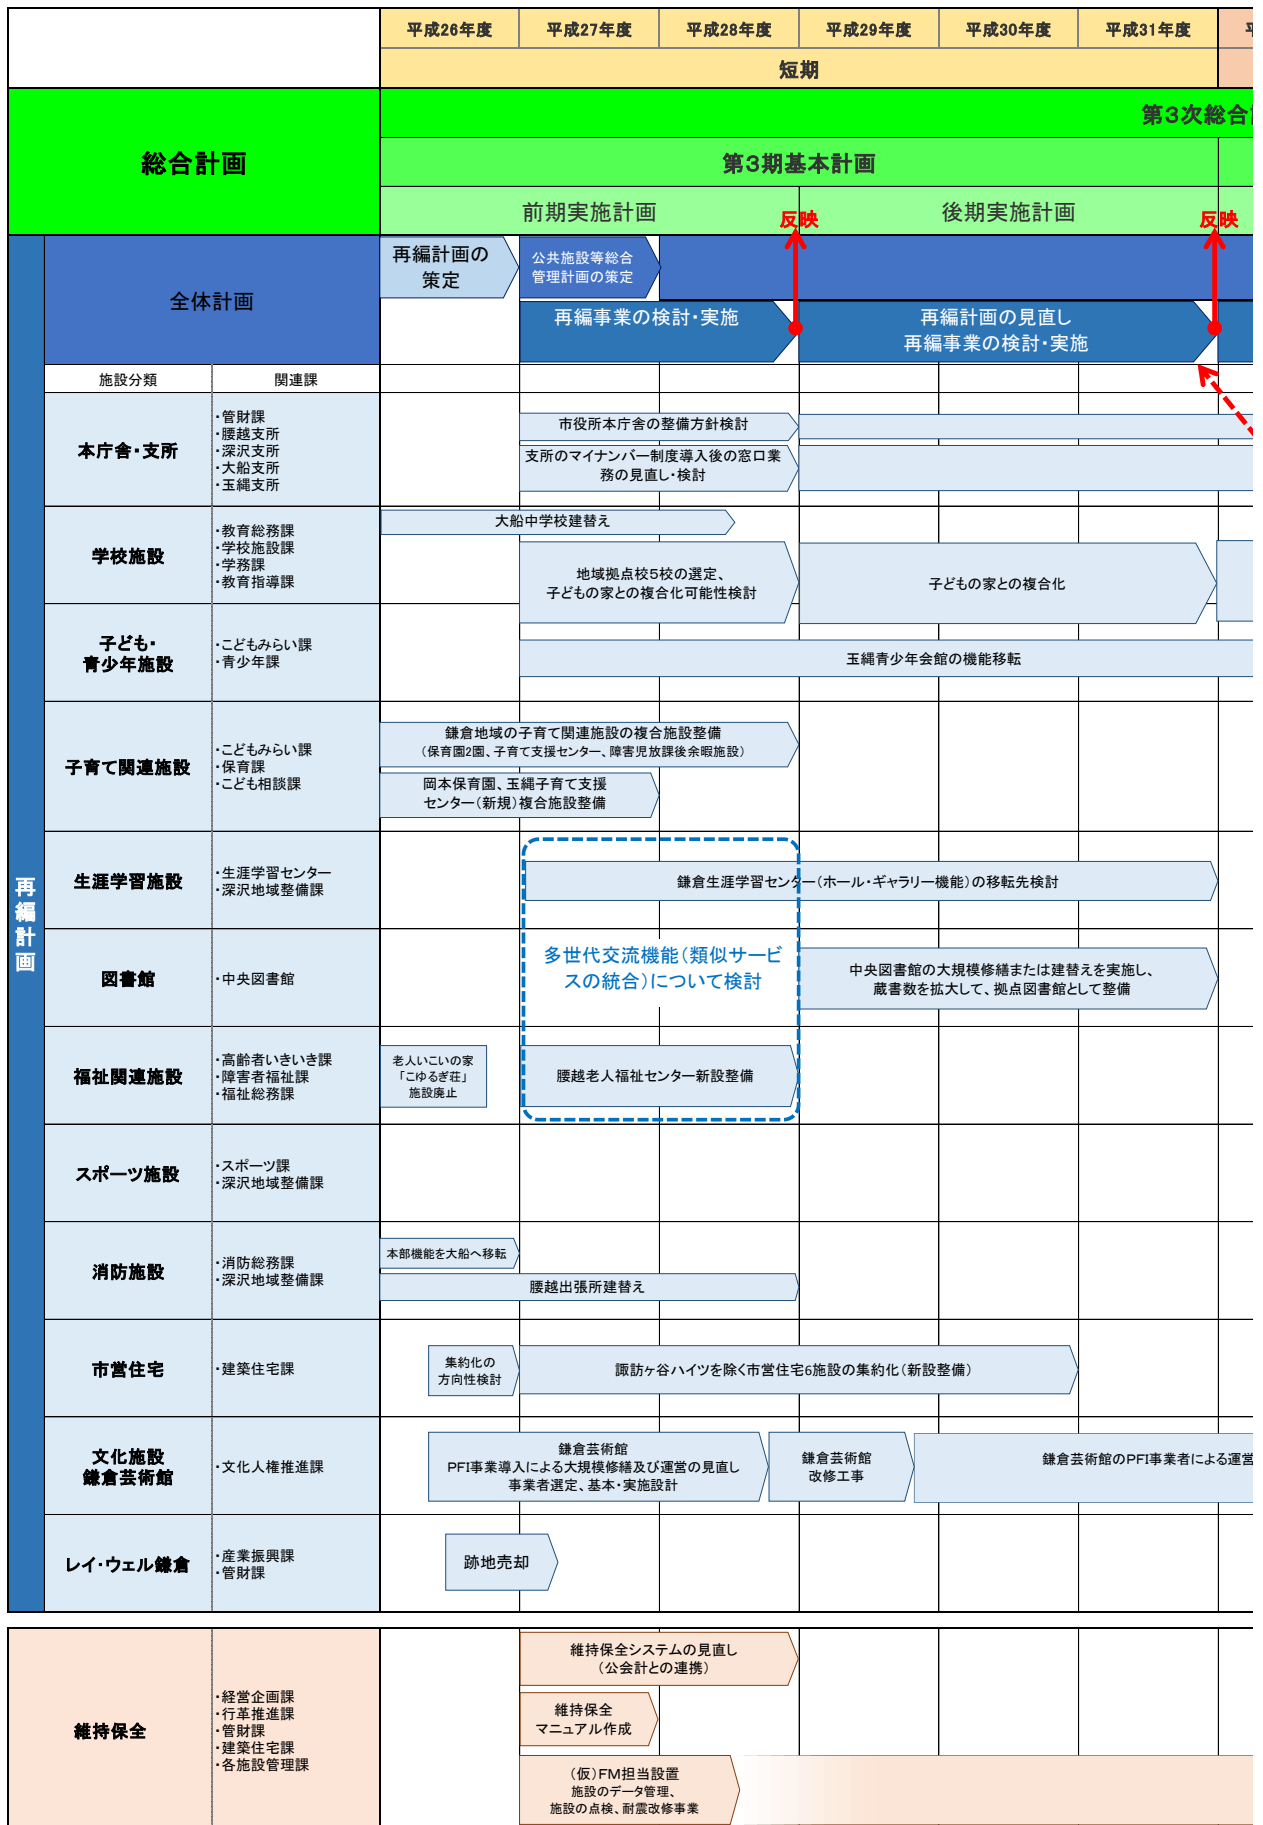 平成26年度 平成27年度 平成28年度 平成29年度 平成30年度 平成31年度
短期
総合計画
第3次総合
第3期基本計画
前期実施計画
反映
後期実施計画
反映
再編計画
全体計画
再編計画の
策定
公共施設等総合
管理計画の策定
再編事業の検討・実施
再編計画の見直し
再編事業の検討・実施
施設分類
関連課
本庁舎・支所
・管財課
・腰越支所
・深沢支所
・大船支所
・玉縄支所
市役所本庁舎の整備方針検討
支所のマイナンバー制度導入後の窓口業
務の見直し・検討
学校施設
・教育総務課
・学校施設課
・学務課
・教育指導課
大船中学校建替え
地域拠点校5校の選定、
子どもの家との複合化可能性検討
子どもの家との複合化
子ども・
青少年施設
・こどもみらい課
・青少年課
玉縄青少年会館の機能移転
子育て関連施設
・こどもみらい課
・保育課
・こども相談課
鎌倉地域の子育て関連施設の複合施設整備
（保育園2園、子育て支援センター、障害児放課後余暇施設）
岡本保育園、玉縄子育て支援
センター（新規）複合施設整備
生涯学習施設
・生涯学習センター
・深沢地域整備課
鎌倉生涯学習センター（ホール・ギャラリー機能）の移転先検討
図書館
・中央図書館
多世代交流機能（類似サービ
スの統合）について検討
中央図書館の大規模修繕または建替えを実施し、
蔵書数を拡大して、拠点図書館として整備
福祉関連施設
・高齢者いきいき課
・障害者福祉課
・福祉総務課
老人いこいの家
「こゆるぎ荘」
施設廃止
腰越老人福祉センター新設整備
スポーツ施設
・スポーツ課
・深沢地域整備課
消防施設
・消防総務課
・深沢地域整備課
本部機能を大船へ移転
腰越出張所建替え
市営住宅
・建築住宅課
集約化の
方向性検討
諏訪ヶ谷ハイツを除く市営住宅6施設の集約化（新設整備）
文化施設
鎌倉芸術館
・文化人権推進課
鎌倉芸術館
PFI事業導入による大規模修繕及び運営の見直し
事業者選定、基本・実施設計
鎌倉芸術館
改修工事
鎌倉芸術館のPFI事業者による運営
レイ・ウェル鎌倉
・産業振興課
・管財課
跡地売却
維持保全
・経営企画課
・行革推進課
・管財課
・建築住宅課
・各施設管理課
維持保全システムの見直し
（公会計との連携）
維持保全
マニュアル作成
（仮）FM担当設置
施設のデータ管理、
施設の点検、耐震改修事業